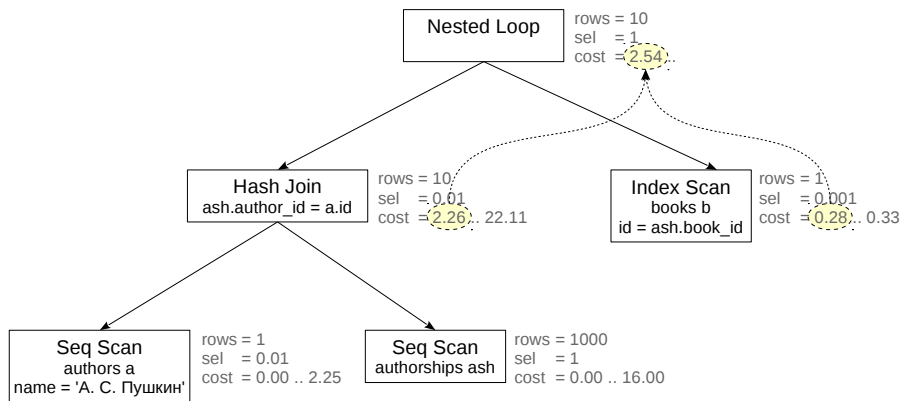 Nested Loop
rows = 10
sel = 1
cost = 2.54 ..
Hash Join
ash.author_id = a.id
rows = 10
sel = 0.01
cost = 2.26 .. 22.11
Index Scan
books b
id = ash.book_id
rows = 1
sel = 0.001
cost = 0.28 .. 0.33
Seq Scan
authors a
name = 'А. С. Пушкин'
rows = 1
sel = 0.01
cost = 0.00 .. 2.25
Seq Scan
authorships ash
rows = 1000
sel = 1
cost = 0.00 .. 16.00